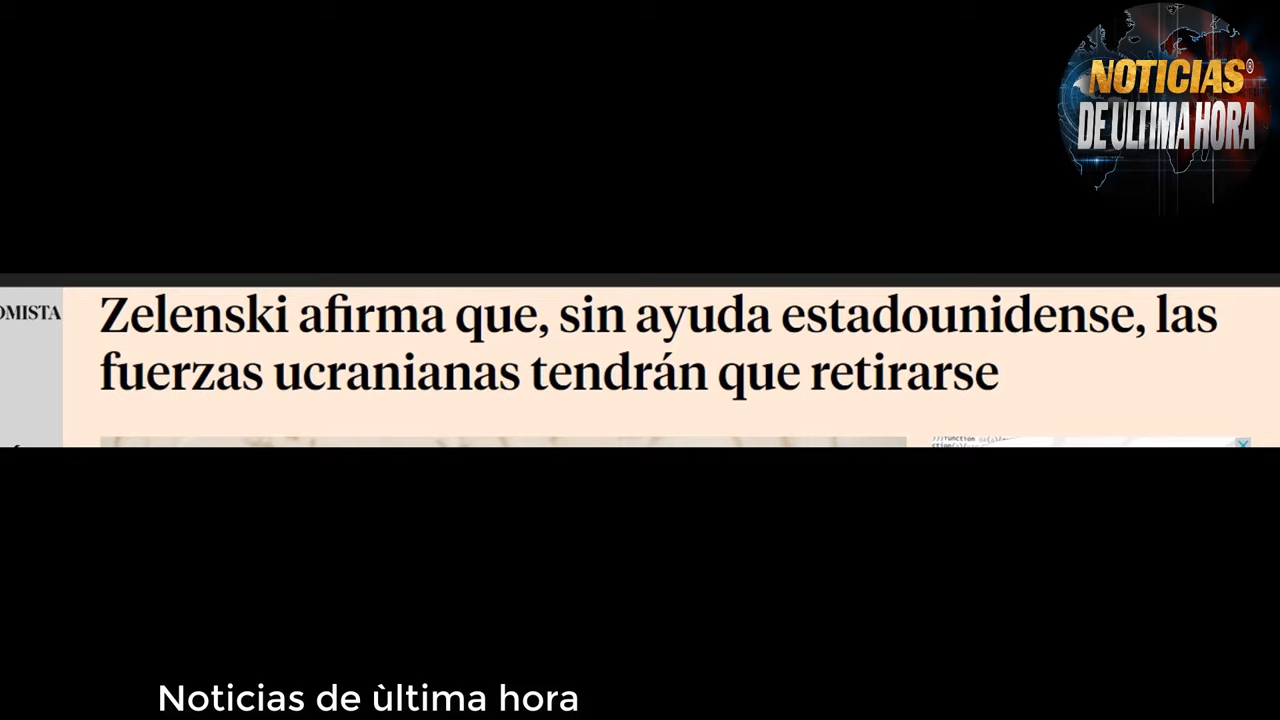 NOTICIAS®
DE ULTIMA HORA
OMISTA
Zelenski afirma que, sin ayuda estadounidense, las
fuerzas ucranianas tendrán que retirarse
Noticias de ùltima hora